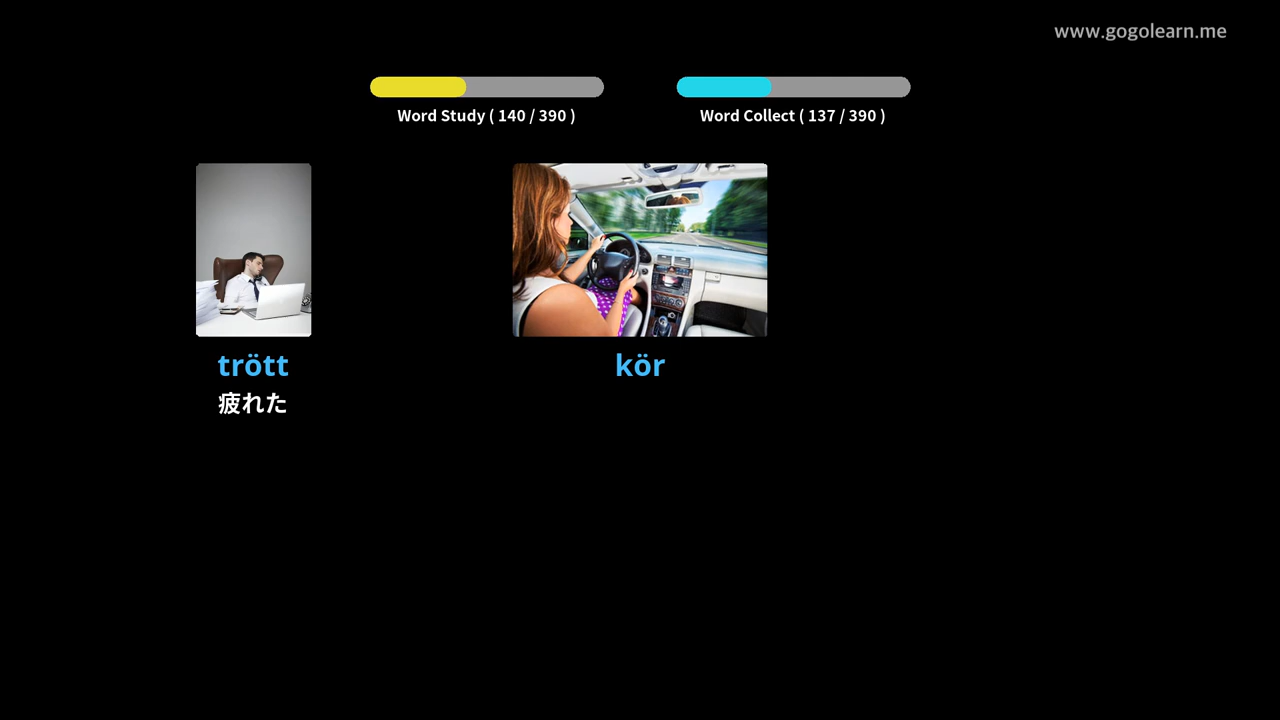 www.gogolearn.me
Word Study ( 140 / 390 )
Word Collect ( 137 / 390 )
trött
疲れた
kör